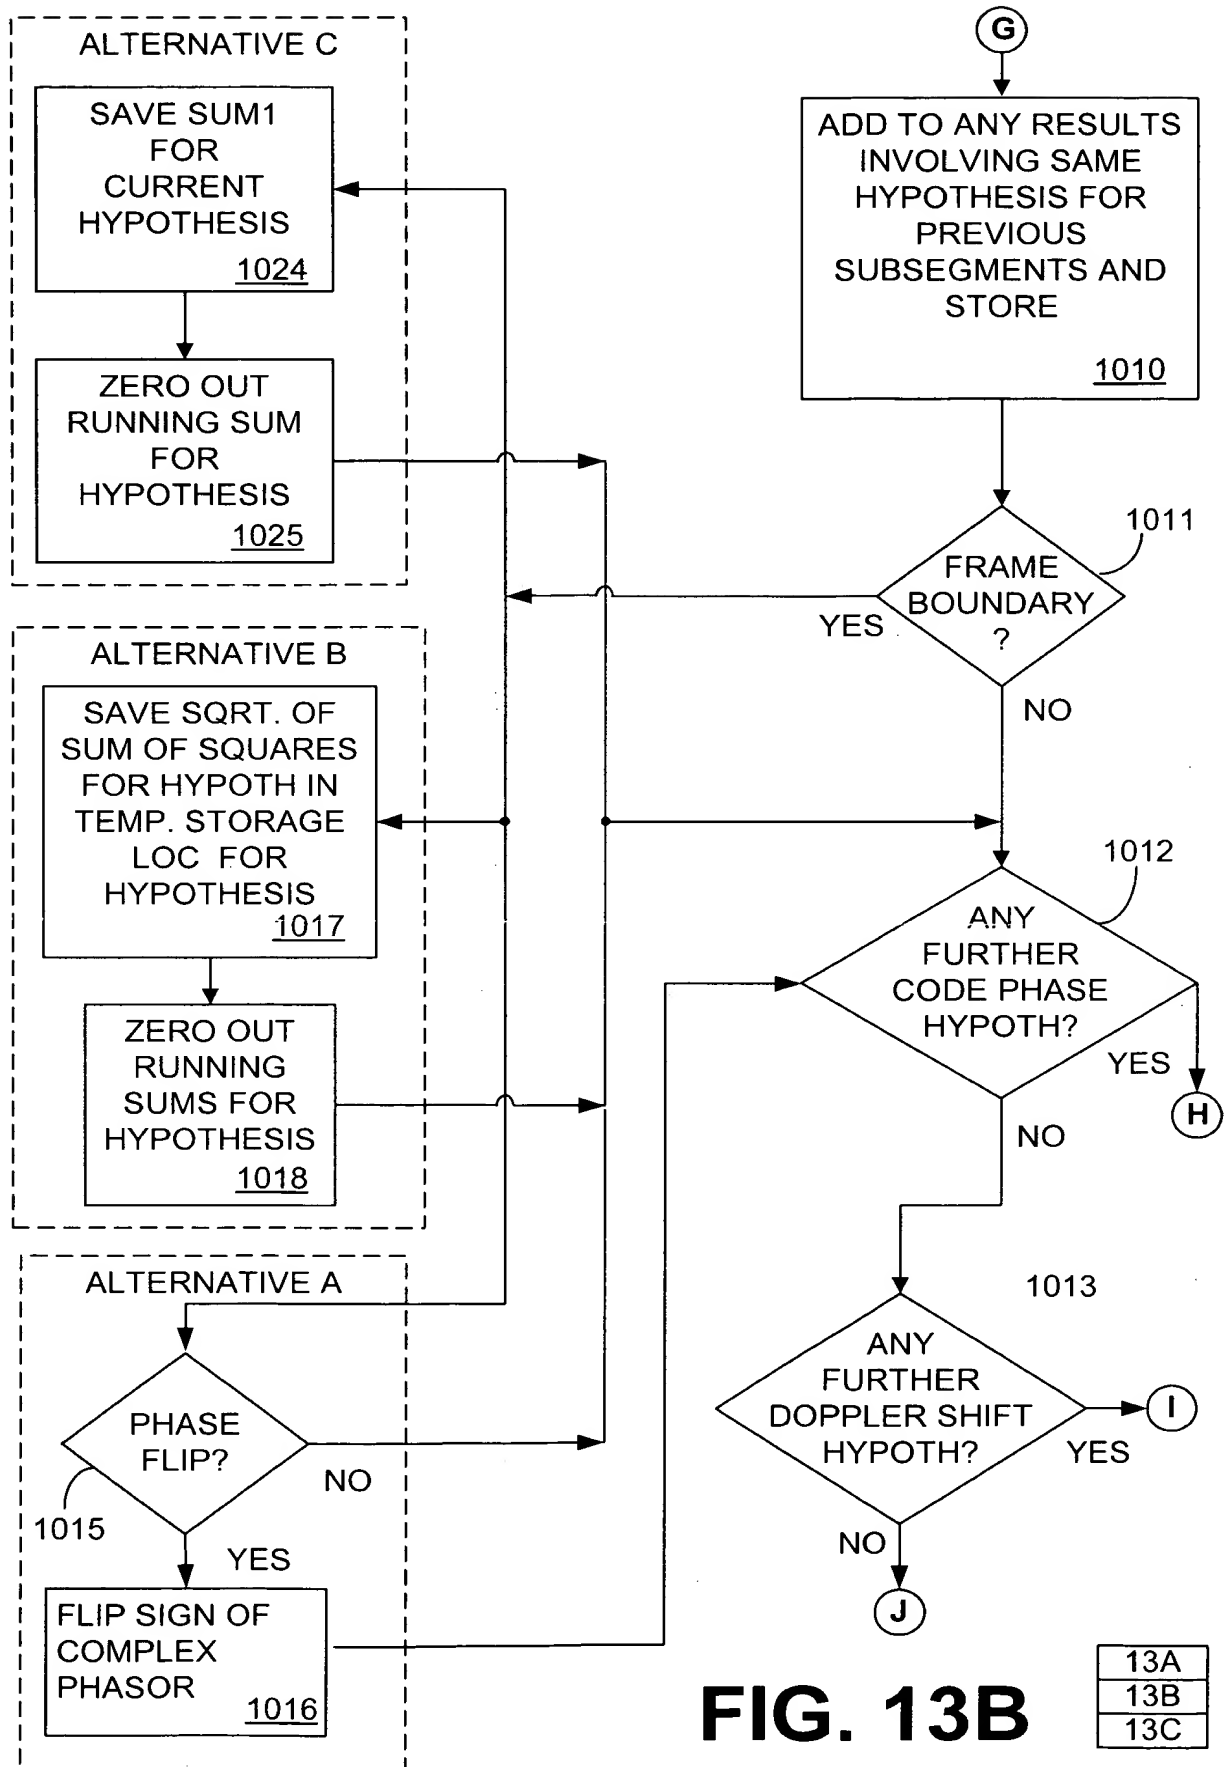 ALTERNATIVE C
SAVE SUM1
FOR
CURRENT
HYPOTHESIS
1024
ZERO OUT
RUNNING SUM
FOR
HYPOTHESIS
1025
ALTERNATIVE B
SAVE SQRT. OF
SUM OF SQUARES
FOR HYPOTH IN
TEMP. STORAGE
LOC FOR
HYPOTHESIS
1017
ZERO OUT
RUNNING
SUMS FOR
HYPOTHESIS
1018
ALTERNATIVE A
PHASE
FLIP?
NO
1015
YES
FLIP SIGN OF
COMPLEX
PHASOR
1016
G
ADD TO ANY RESULTS
INVOLVING SAME
HYPOTHESIS FOR
PREVIOUS
SUBSEGMENTS AND
STORE
1010
1011
FRAME
BOUNDARY
?
YES
NO
1012
ANY
FURTHER
CODE PHASE
HYPOTH?
YES
H
NO
1013
ANY
FURTHER
DOPPLER SHIFT
HYPOTH?
I
YES
NO
J
FIG. 13B
13A
13B
13C